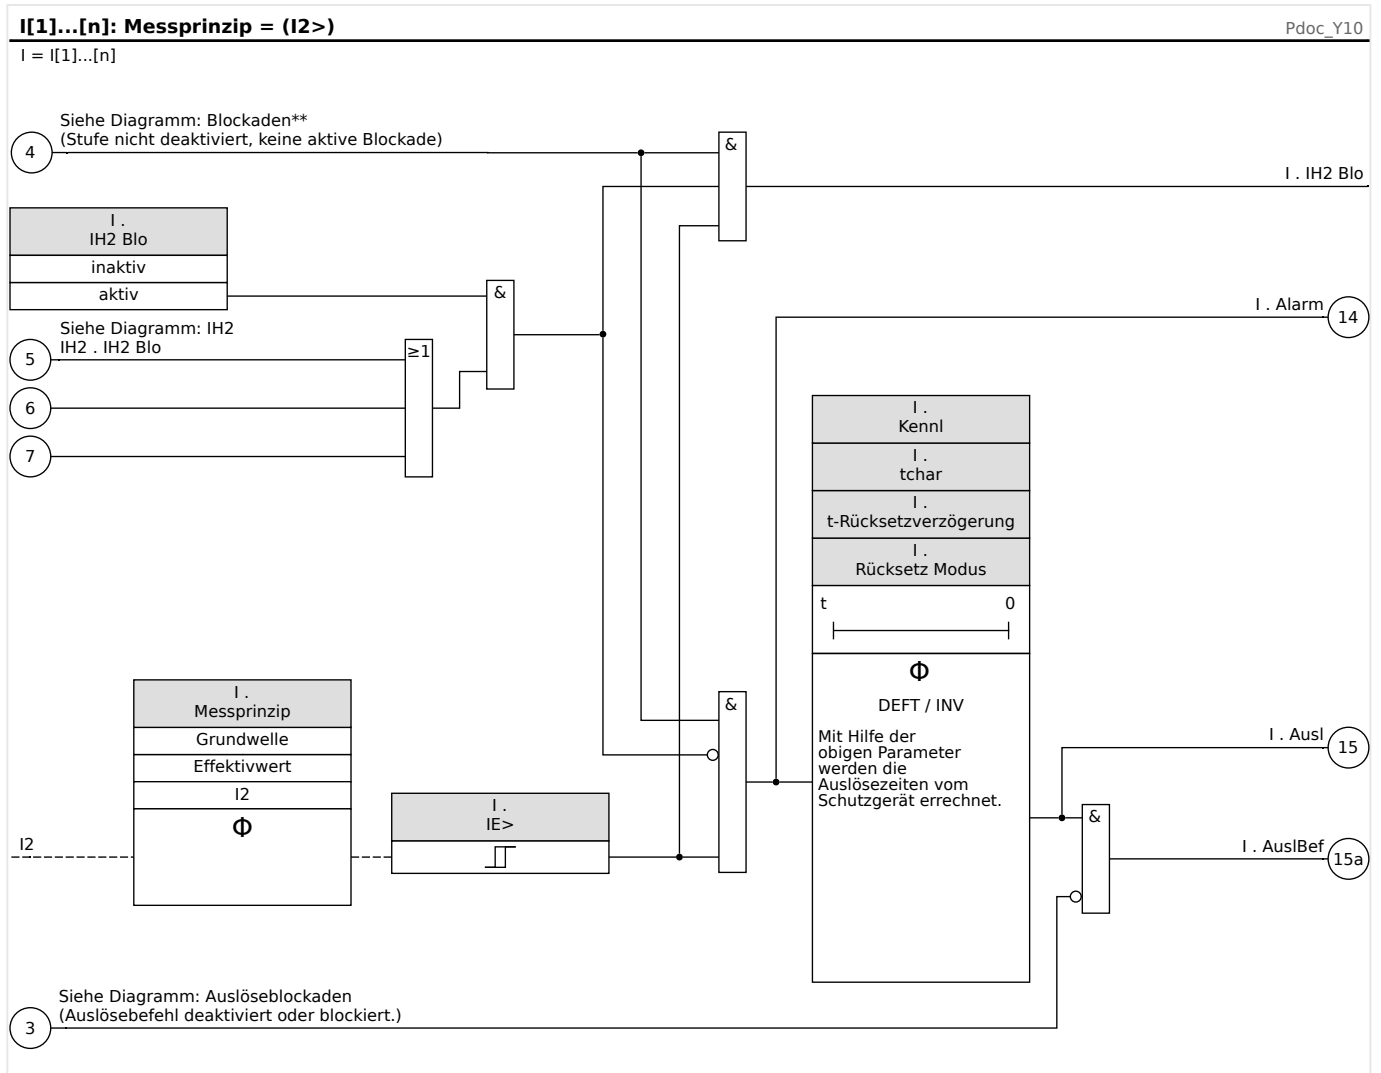 I[1]...[n]: Messprinzip = (I2>)
Pdoc_Y10
I = I[1]...[n]
Siehe Diagramm: Blockaden**
(Stufe nicht deaktiviert, keine aktive Blockade)
4
&
I . IH2 Blo
I .
IH2 Blo
inaktiv
aktiv
&
Siehe Diagramm: IH2
IH2 . IH2 Blo
5
≥1
6
7
I . Alarm
14
I .
Kennl
I .
tchar
I .
t-Rücksetzverzögerung
I .
Rücksetz Modus
t
0
Φ
DEFT / INV
Mit Hilfe der
obigen Parameter
werden die
Auslösezeiten vom
Schutzgerät errechnet.
I .
Messprinzip
Grundwelle
Effektivwert
I2
Φ
I2
I .
IE>
&
I . Ausl
15
&
I . AuslBef
15a
Siehe Diagramm: Auslöseblockaden
(Auslösebefehl deaktiviert oder blockiert.)
3